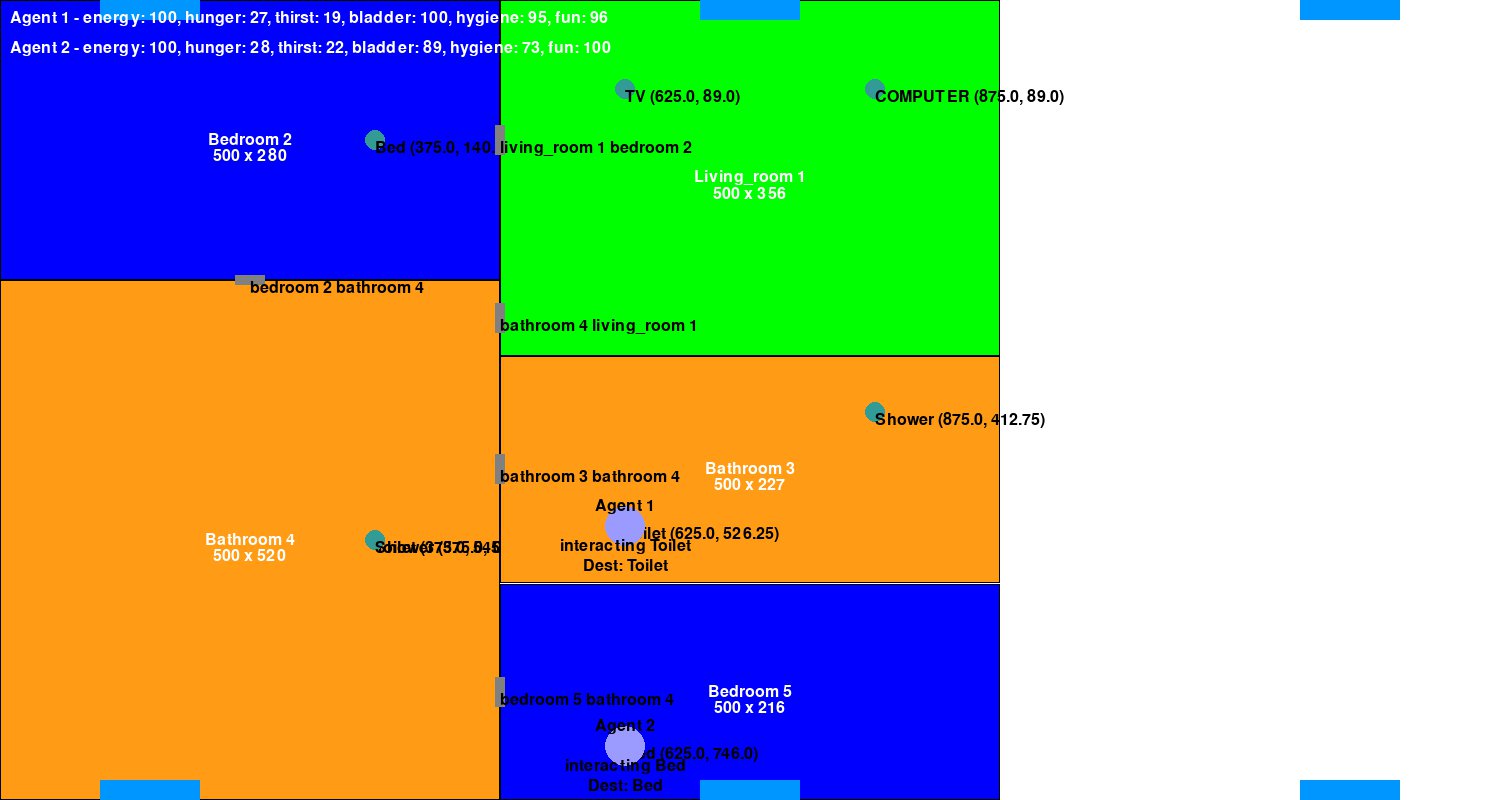 Agent 1 - energy: 100, hunger: 27, thirst: 19, bladder: 100, hygiene: 95, fun: 96
Agent 2 - energy: 100, hunger: 28, thirst: 22, bladder: 89, hygiene: 73, fun: 100
TV (625.0, 89.0)
COMPUTER (875.0, 89.0)
Bedroom 2
500 x 280
Bed (375.0, 140.
living_room 1 bedroom 2
Living_room 1
500 x 356
bedroom 2 bathroom 4
bathroom 4 living_room 1
Shower (875.0, 412.75)
Bathroom 3
500 x 227
bathroom 3 bathroom 4
Agent 1
ilet (625.0, 526.25)
interacting Toilet
Dest: Toilet
Bathroom 4
500 x 520
Bedroom 5
500 x 216
bedroom 5 bathroom 4
Agent 2
d (625.0, 746.0)
interacting Bed
Dest: Bed